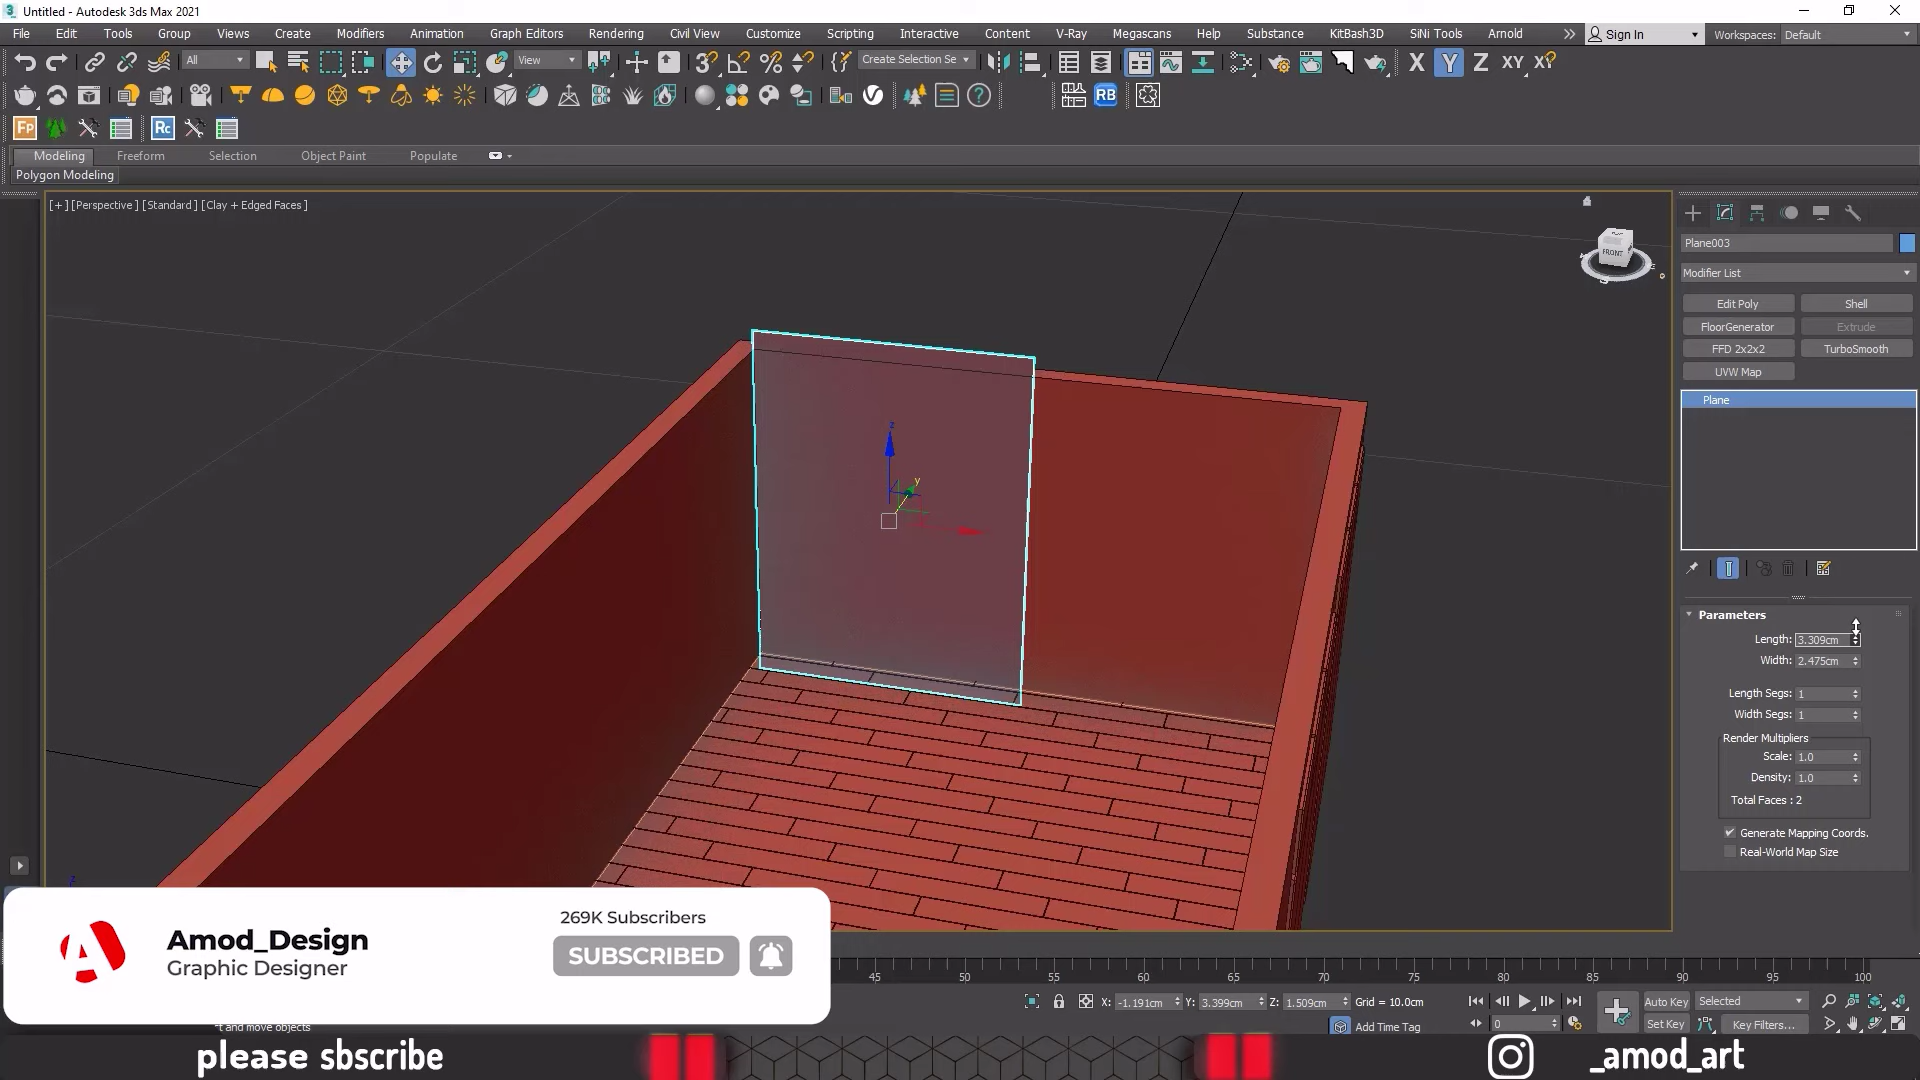 Untitled - Autodesk 3ds Max 2021
File Edit Tools Group Views Create Modifiers Animation Graph Editors Rendering Civil View Customize Scripting Interactive Content V-Ray Megascans Help Substance KitBash3D SiNi Tools Arnold
Sign In
Workspaces: Default
All
View
Create Selection Se
X Y Z XY XY
RB
Fp
Rc
Modeling Freeform Selection Object Paint Populate
Polygon Modeling
[+] [Perspective ] [Standard ] [Clay + Edged Faces ]
FRONT
z
y
Plane003
Modifier List
Edit Poly Shell
FloorGenerator Extrude
FFD 2x2x2 TurboSmooth
UVW Map
Plane
Parameters
Length: 3.309cm
Width: 2.475cm
Length Segs: 1
Width Segs: 1
Render Multipliers
Scale: 1.0
Density: 1.0
Total Faces : 2
Generate Mapping Coords.
Real-World Map Size
z
Amod_Design
Graphic Designer
269K Subscribers
SUBSCRIBED
45 50 55 60 65 70 75 80 85 90 95 100
X: -1.191cm Y: 3.399cm Z: 1.509cm Grid = 10.0cm
Auto Key Selected
t and move objects
Add Time Tag
0
Set Key Key Filters...
please sbscribe
_amod_art